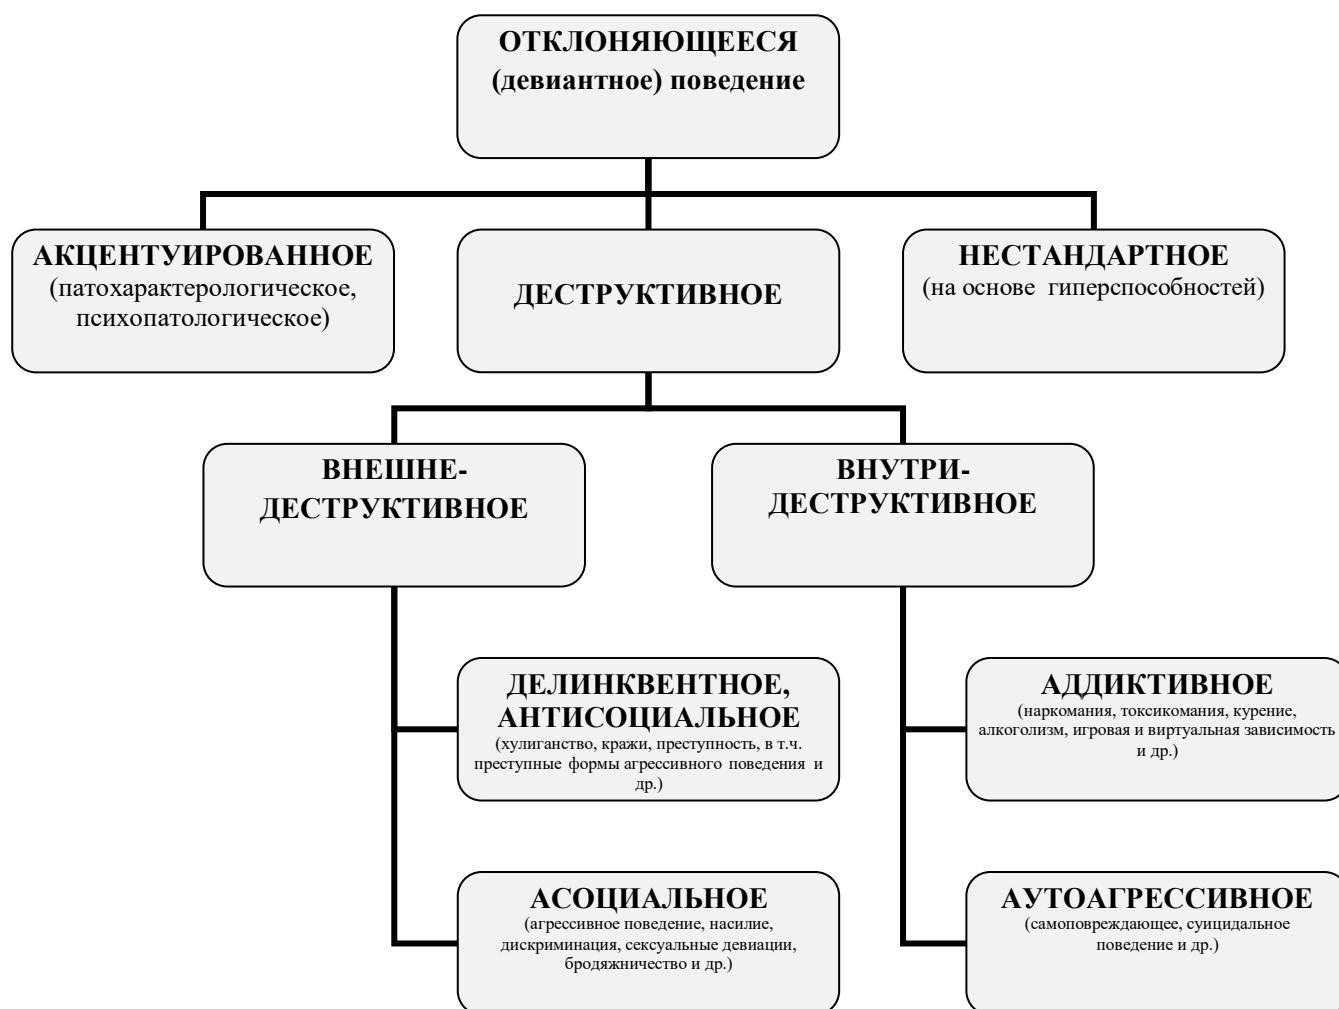 ОТКЛОНЯЮЩЕЕСЯ
(девиантное) поведение
АКЦЕНТУИРОВАННОЕ
(патохарактерологическое,
психопатологическое)
ДЕСТРУКТИВНОЕ
НЕСТАНДАРТНОЕ
(на основе гиперспособностей)
ВНЕШНЕ-
ДЕСТРУКТИВНОЕ
ВНУТРИ-
ДЕСТРУКТИВНОЕ
ДЕЛИНКВЕНТНОЕ,
АНТИСОЦИАЛЬНОЕ
(хулиганство, кражи, преступность, в т.ч.
преступные формы агрессивного поведения и
др.)
АДДИКТИВНОЕ
(наркомания, токсикомания, курение,
алкоголизм, игровая и виртуальная зависимость
и др.)
АСОЦИАЛЬНОЕ
(агрессивное поведение, насилие,
дискриминация, сексуальные девиации,
бродяжничество и др.)
АУТОАГРЕССИВНОЕ
(самоповреждающее, суицидальное
поведение и др.)